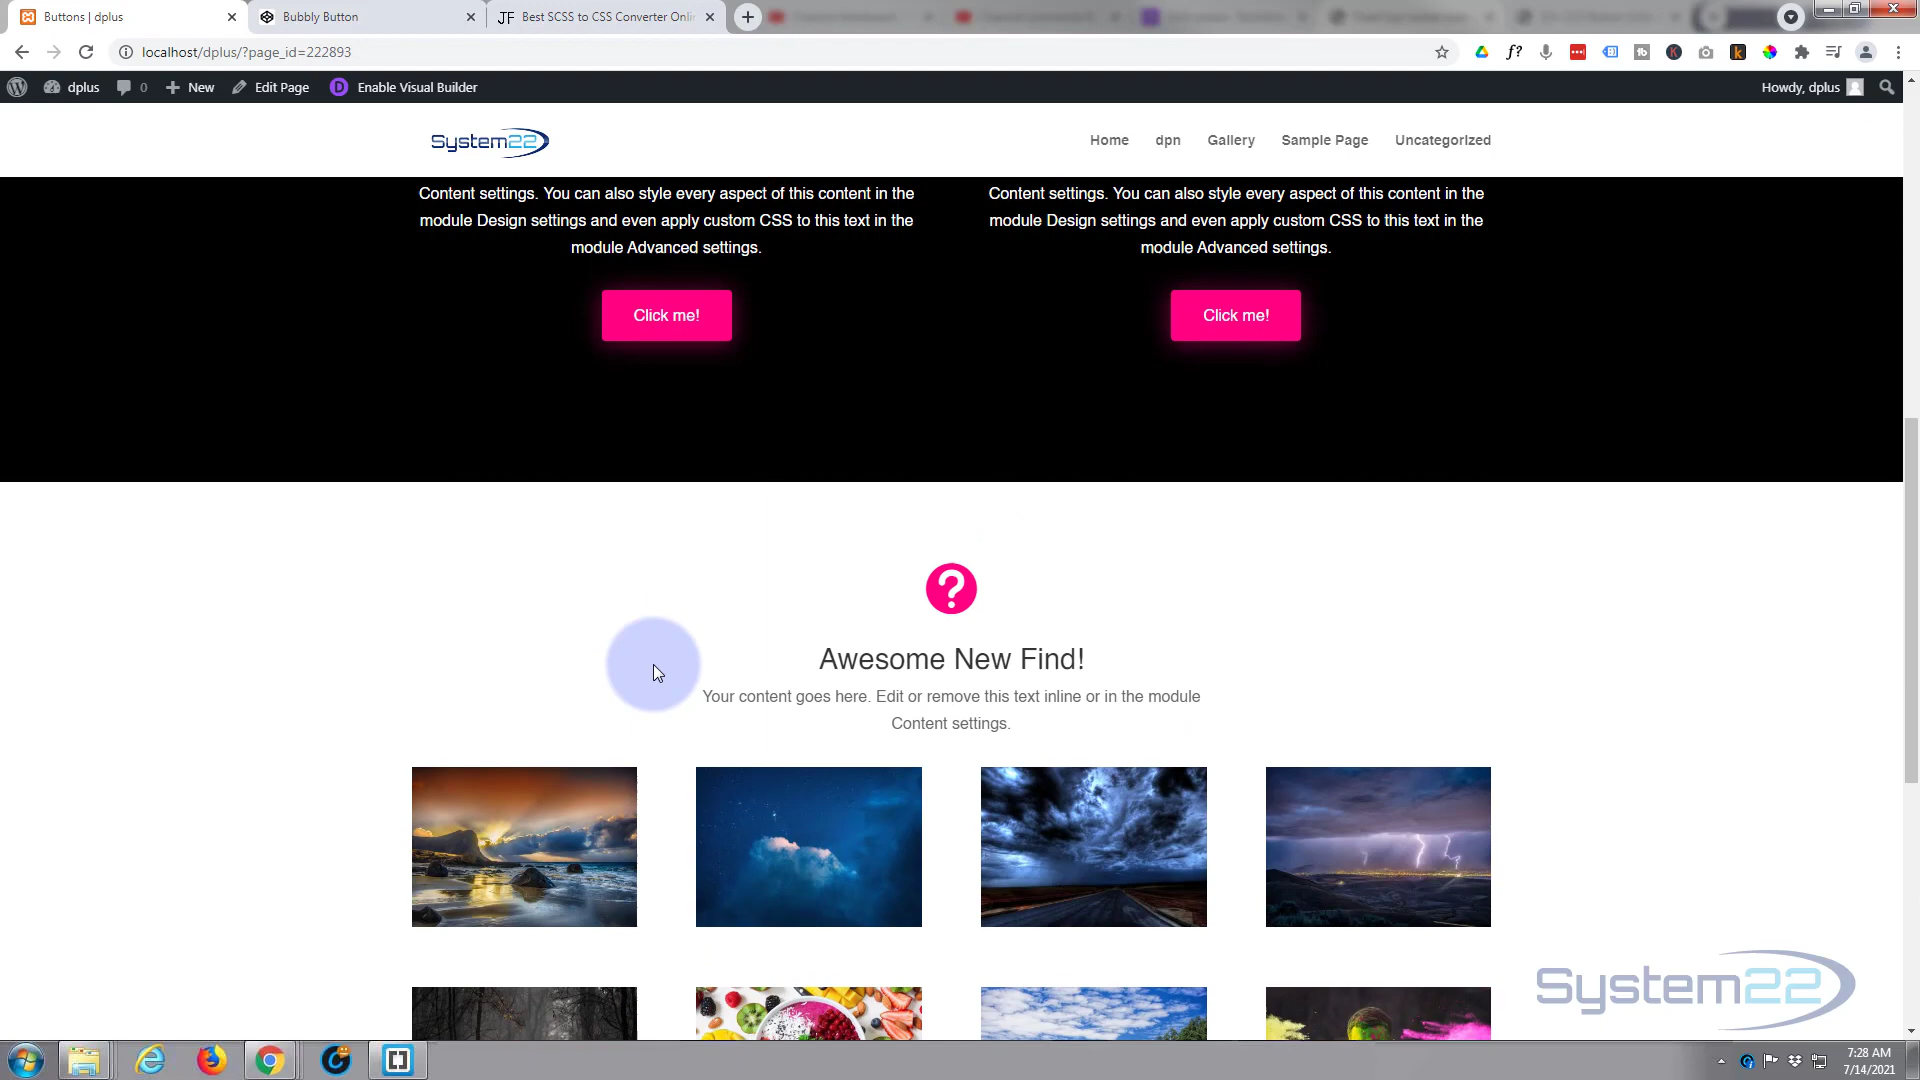 Buttons | dplus
Bubbly Button
Best SCSS to CSS Converter Onli
localhost/dplus/?page_id=222893
dplus 0 New Edit Page Enable Visual Builder
Howdy, dplus
System22
Home dpn Gallery Sample Page Uncategorized
Content settings. You can also style every aspect of this content in the
module Design settings and even apply custom CSS to this text in the
module Advanced settings.
Click me!
Content settings. You can also style every aspect of this content in the
module Design settings and even apply custom CSS to this text in the
module Advanced settings.
Click me!
Awesome New Find!
Your content goes here. Edit or remove this text inline or in the module
Content settings.
System22
7:28 AM
7/14/2021